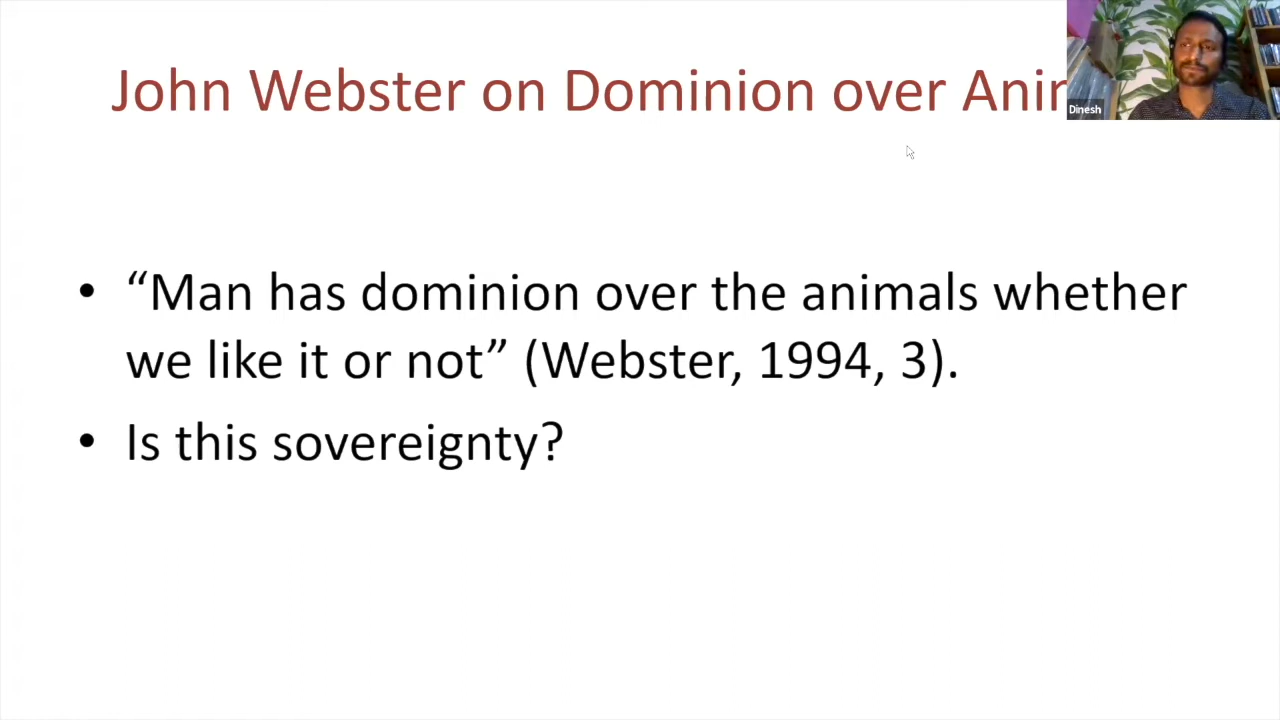 John Webster on Dominion over
Dinesh
• “Man has dominion over the animals whether
we like it or not” (Webster, 1994, 3).
• Is this sovereignty?